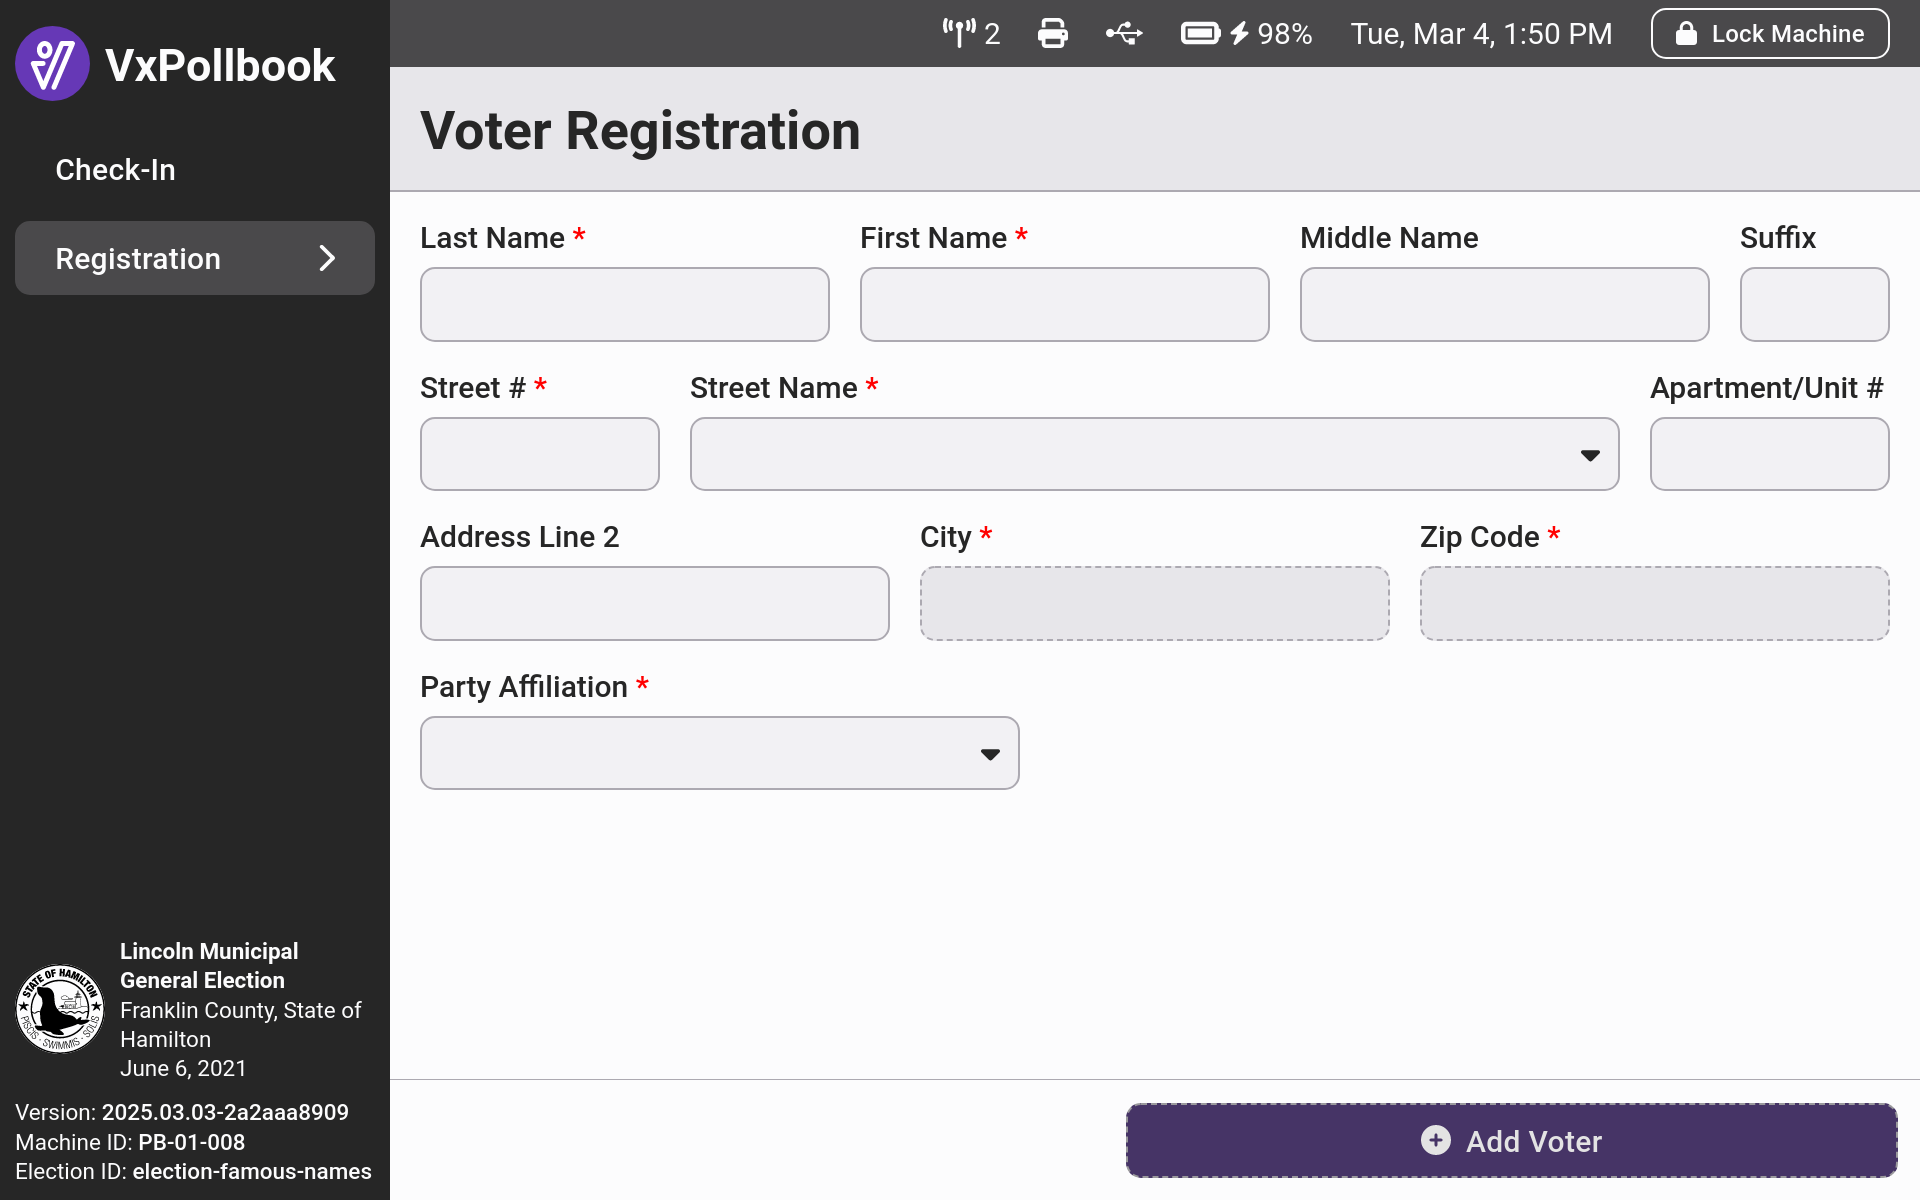 VxPollbook
Check-In
Registration
2
98%
Tue, Mar 4, 1:50 PM
Lock Machine
Voter Registration
Last Name *
First Name *
Middle Name
Suffix
Street # *
Street Name *
Apartment/Unit #
Address Line 2
City *
Zip Code *
Party Affiliation *
STATE OF HAMILTON
PISCIS · SWIMMIS · SOLIS
Lincoln Municipal
General Election
Franklin County, State of
Hamilton
June 6, 2021
Version: 2025.03.03-2a2aaa8909
Machine ID: PB-01-008
Election ID: election-famous-names
Add Voter